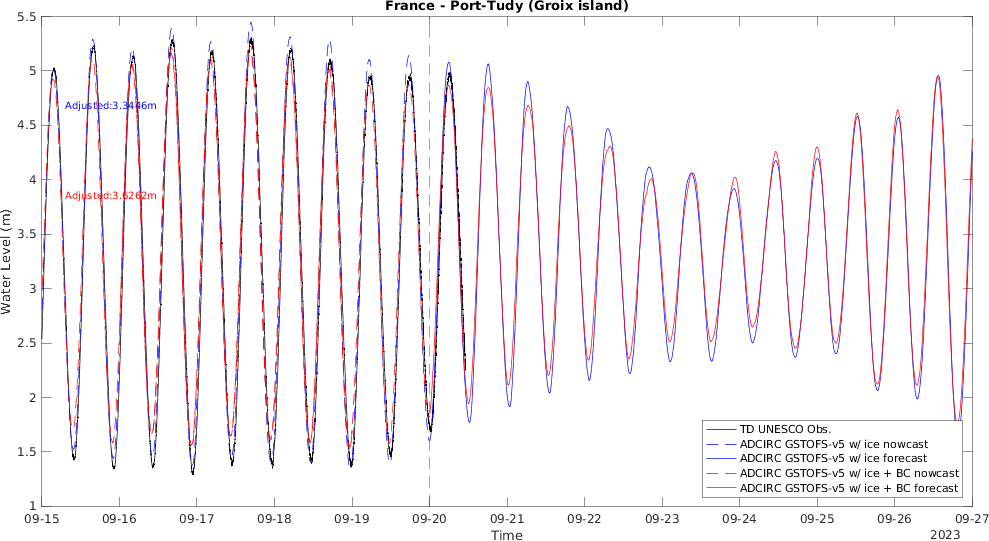 France - Port-Tudy (Groix island)
5.5
5
4.5
4
3.5
3
2.5
2
1.5
1
Water Level (m)
Adjusted:3.3446m
Adjusted:3.6262m
TD UNESCO Obs.
ADCIRC GSTOFS-v5 w/ ice nowcast
ADCIRC GSTOFS-v5 w/ ice forecast
ADCIRC GSTOFS-v5 w/ ice + BC nowcast
ADCIRC GSTOFS-v5 w/ ice + BC forecast
09-15 09-16 09-17 09-18 09-19 09-20 09-21 09-22 09-23 09-24 09-25 09-26 09-27
Time
2023